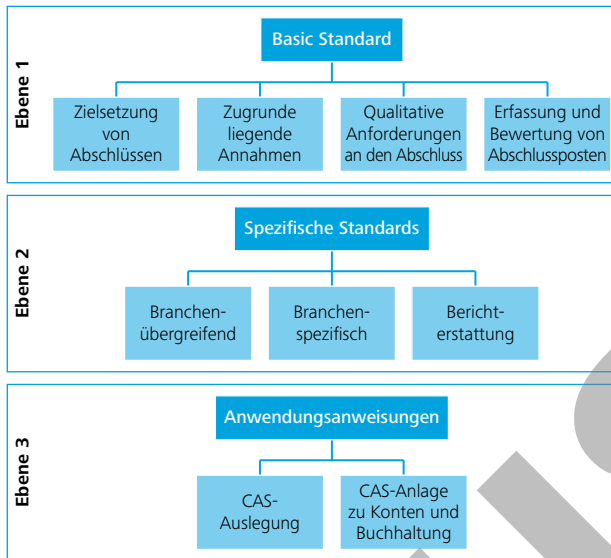 Ebene 1
Basic Standard
Zielsetzung
von
Abschlüssen
Zugrunde
liegende
Annahmen
Qualitative
Anforderungen
an den Abschluss
Erfassung und
Bewertung von
Abschlussposten
Ebene 2
Spezifische Standards
Branchen-
übergreifend
Branchen-
spezifisch
Bericht-
erstattung
Ebene 3
Anwendungsanweisungen
CAS-
Auslegung
CAS-Anlage
zu Konten und
Buchhaltung